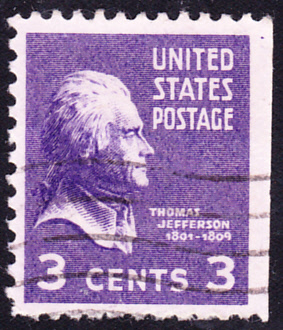 UNITED
STATES
POSTAGE
THOMAS
JEFFERSON
1801-1809
3 CENTS 3